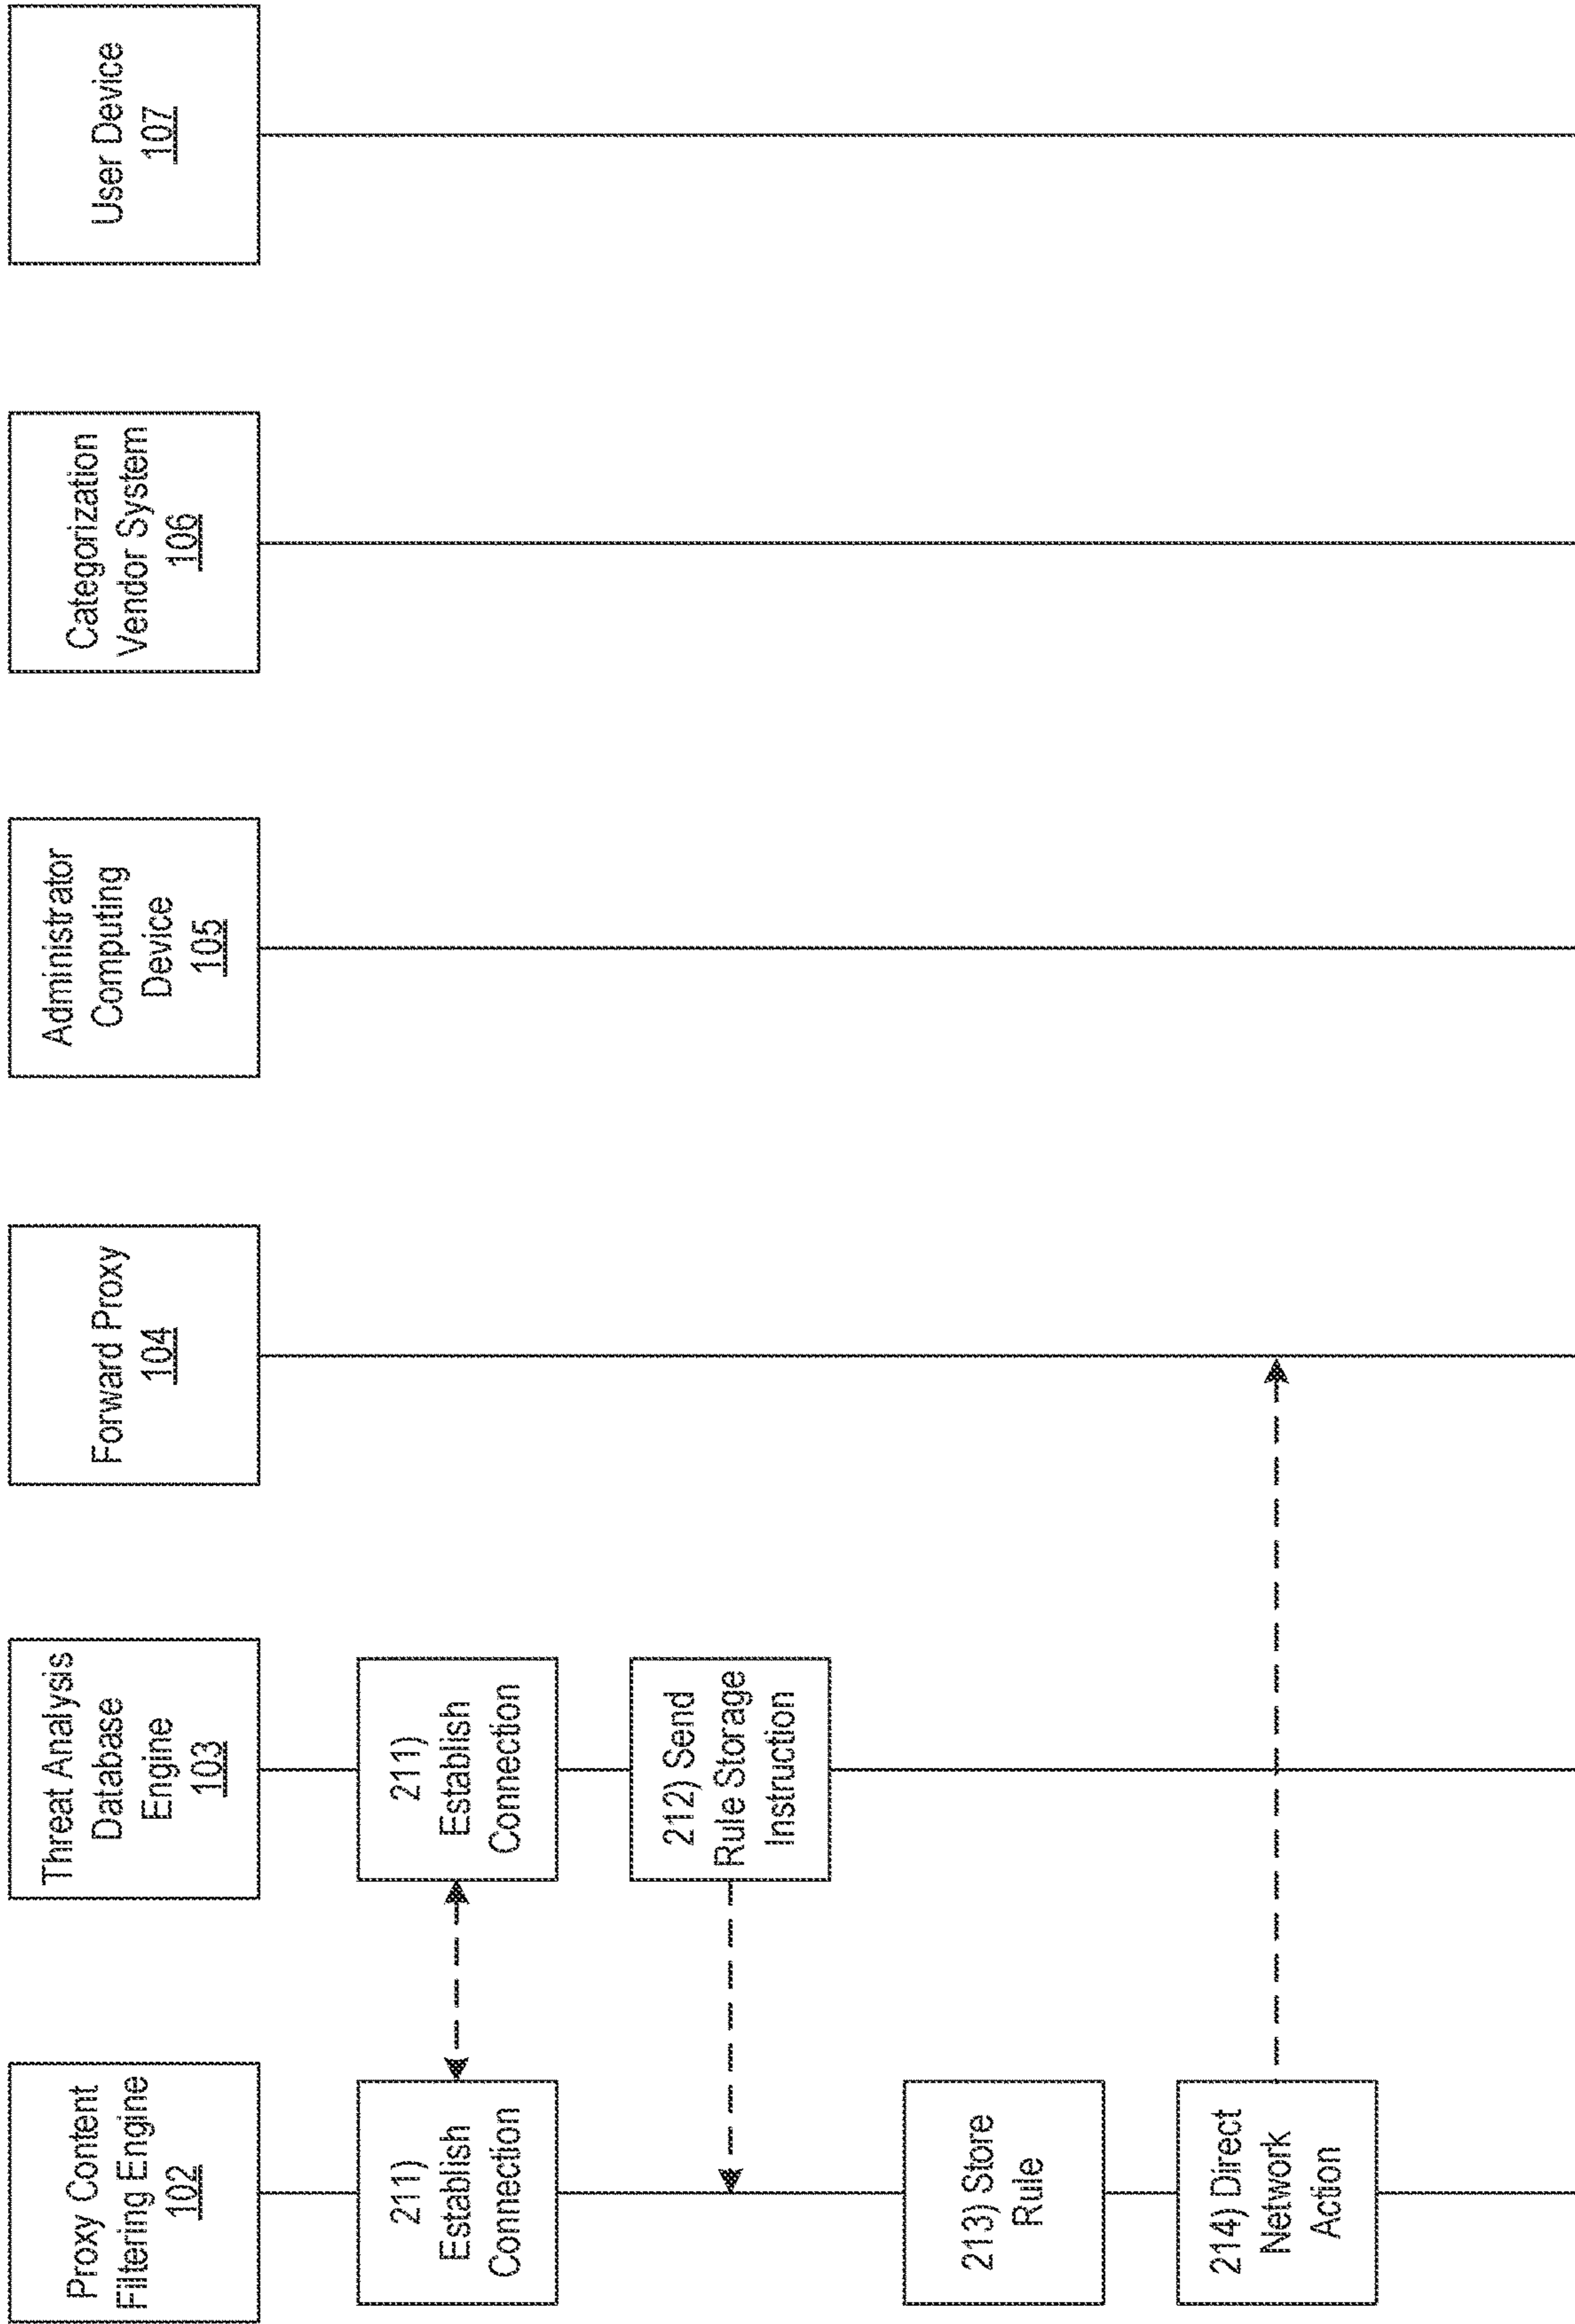 Proxy Content
Filtering Engine
102
Threat Analysis
Database
Engine
103
Forward Proxy
104
Administrator
Computing
Device
105
Categorization
Vendor System
106
User Device
107
211)
Establish
Connection
211)
Establish
Connection
212) Send
Rule Storage
Instruction
213) Store
Rule
214) Direct
Network
Action